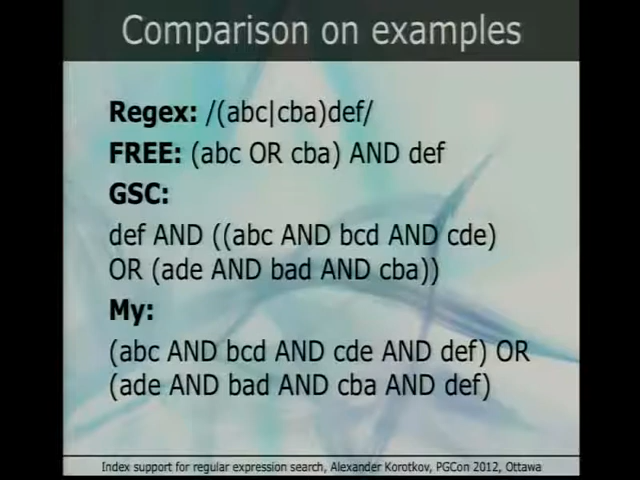 Comparison on examples
Regex: /(abc|cba)def/
FREE: (abc OR cba) AND def
GSC:
def AND ((abc AND bcd AND cde)
OR (ade AND bad AND cba))
My:
(abc AND bcd AND cde AND def) OR
(ade AND bad AND cba AND def)
Index support for regular expression search, Alexander Korotkov, PGCon 2012, Ottawa